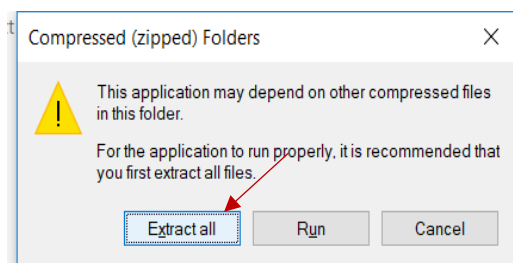 Compressed (zipped) Folders
This application may depend on other compressed files
in this folder.
For the application to run properly, it is recommended that
you first extract all files.
Extract all
Run
Cancel